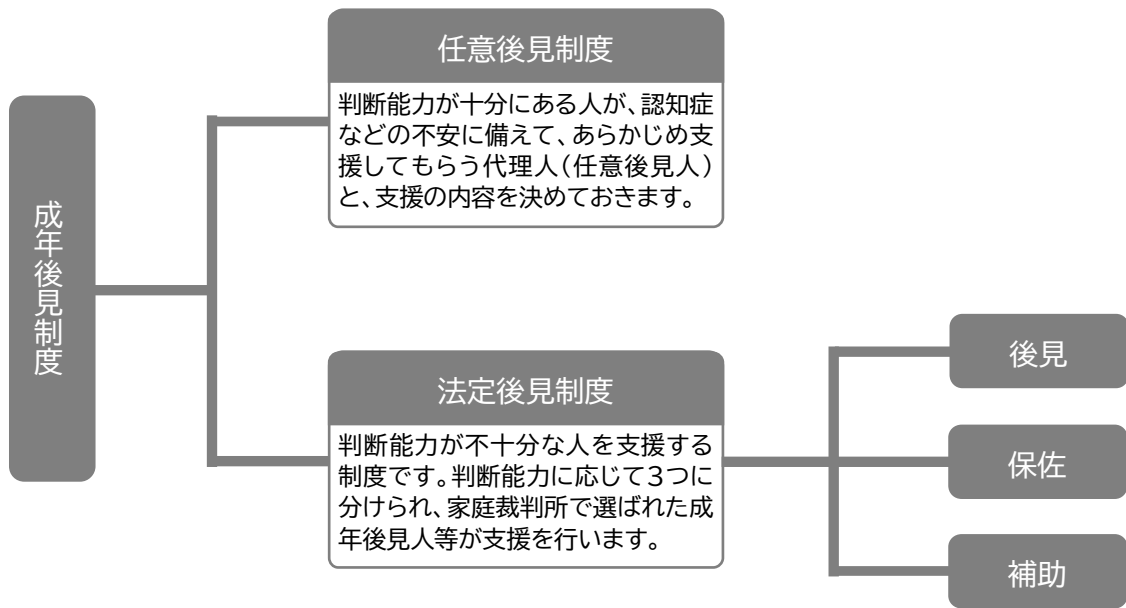 成年後見制度
任意後見制度
判断能力が十分にある人が、認知症
などの不安に備えて、あらかじめ支
援してもらう代理人(任意後見人)
と、支援の内容を決めておきます。
法定後見制度
判断能力が不十分な人を支援する
制度です。判断能力に応じて3つに
分けられ、家庭裁判所で選ばれた成
年後見人等が支援を行います。
後見
保佐
補助